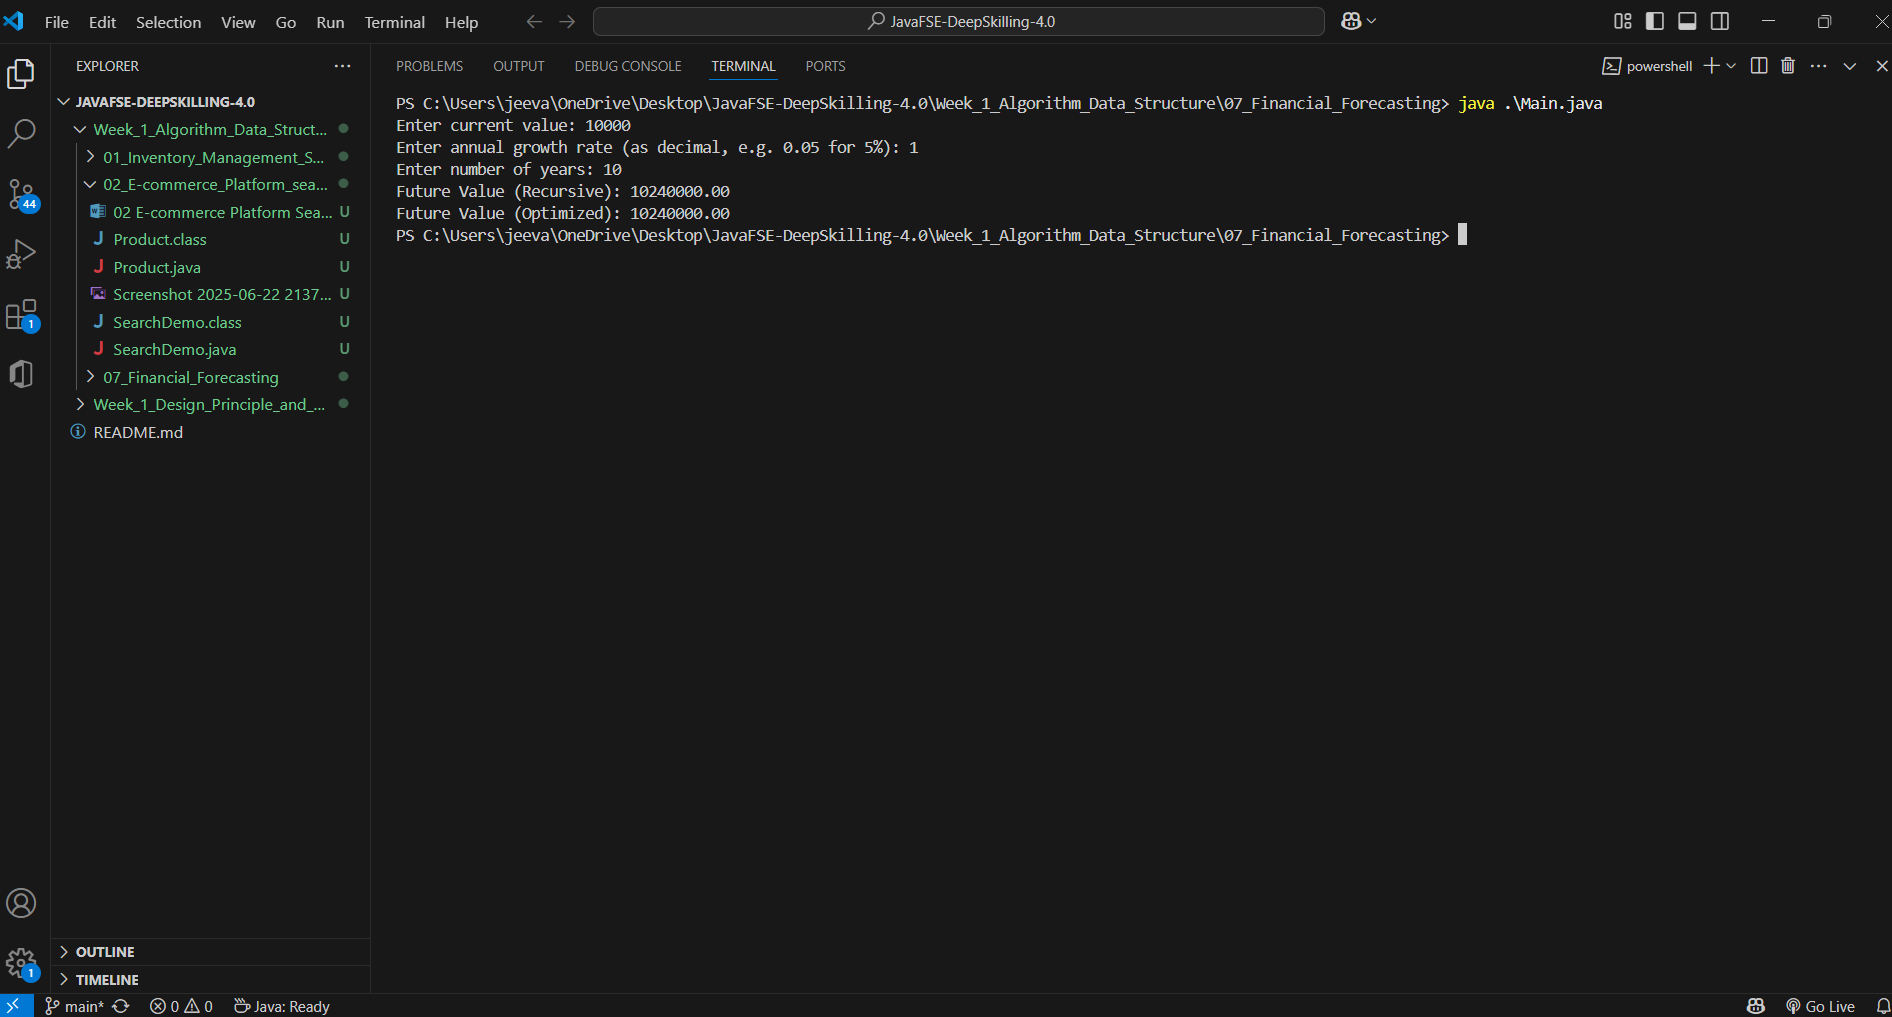 File Edit Selection View Go Run Terminal Help
JavaFSE-DeepSkilling-4.0
EXPLORER
JAVAFSE-DEEPSKILLING-4.0
Week_1_Algorithm_Data_Struct...
01_Inventory_Management_S...
02_E-commerce_Platform_sea...
02 E-commerce Platform Sea... U
Product.class U
Product.java U
Screenshot 2025-06-22 2137... U
SearchDemo.class U
SearchDemo.java U
07_Financial_Forecasting
Week_1_Design_Principle_and_...
README.md
OUTLINE
TIMELINE
44
1
1
PROBLEMS OUTPUT DEBUG CONSOLE TERMINAL PORTS
powershell
PS C:\Users\jeeva\OneDrive\Desktop\JavaFSE-DeepSkilling-4.0\Week_1_Algorithm_Data_Structure\07_Financial_Forecasting> java .\Main.java
Enter current value: 10000
Enter annual growth rate (as decimal, e.g. 0.05 for 5%): 1
Enter number of years: 10
Future Value (Recursive): 10240000.00
Future Value (Optimized): 10240000.00
PS C:\Users\jeeva\OneDrive\Desktop\JavaFSE-DeepSkilling-4.0\Week_1_Algorithm_Data_Structure\07_Financial_Forecasting>
main* 0 0 Java: Ready
Go Live